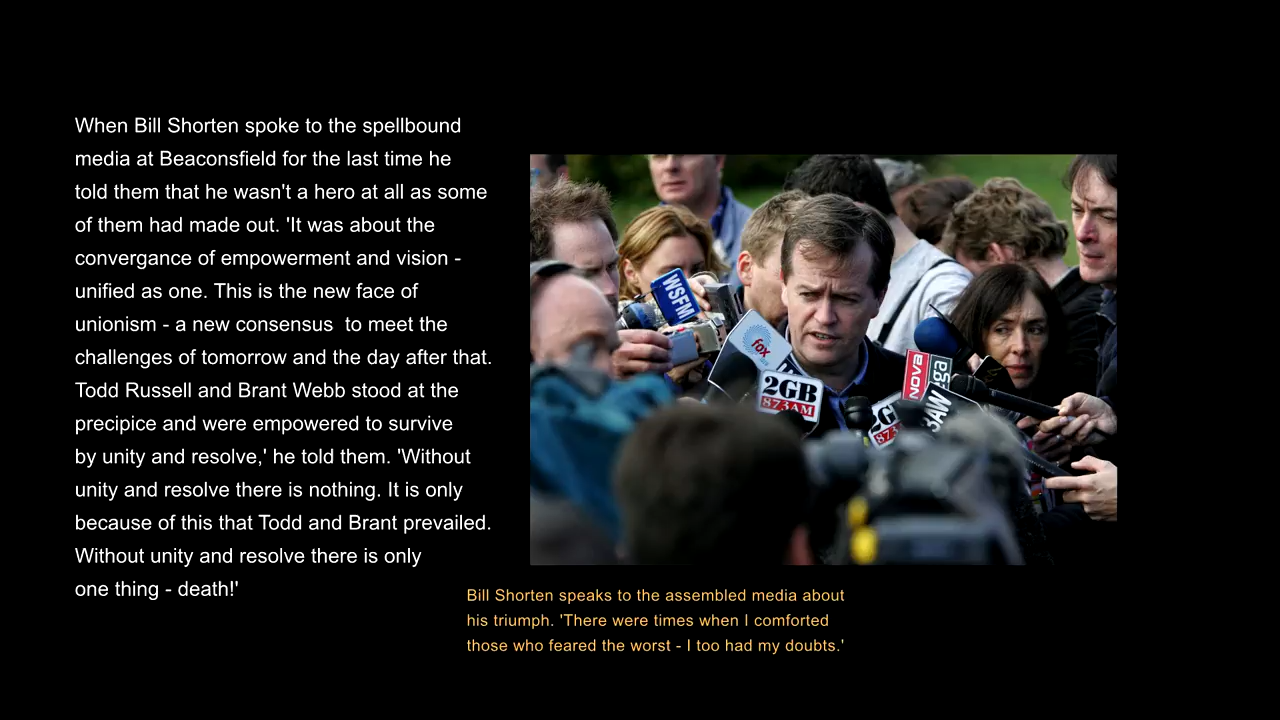 When Bill Shorten spoke to the spellbound
media at Beaconsfield for the last time he
told them that he wasn't a hero at all as some
of them had made out. 'It was about the
convergance of empowerment and vision -
unified as one. This is the new face of
unionism - a new consensus  to meet the
challenges of tomorrow and the day after that.
Todd Russell and Brant Webb stood at the
precipice and were empowered to survive
by unity and resolve,' he told them. 'Without
unity and resolve there is nothing. It is only
because of this that Todd and Brant prevailed.
Without unity and resolve there is only
one thing - death!'
WSFM
fox
2GB
873AM
NOVA
3AW
2G
873
Bill Shorten speaks to the assembled media about
his triumph. 'There were times when I comforted
those who feared the worst - I too had my doubts.'